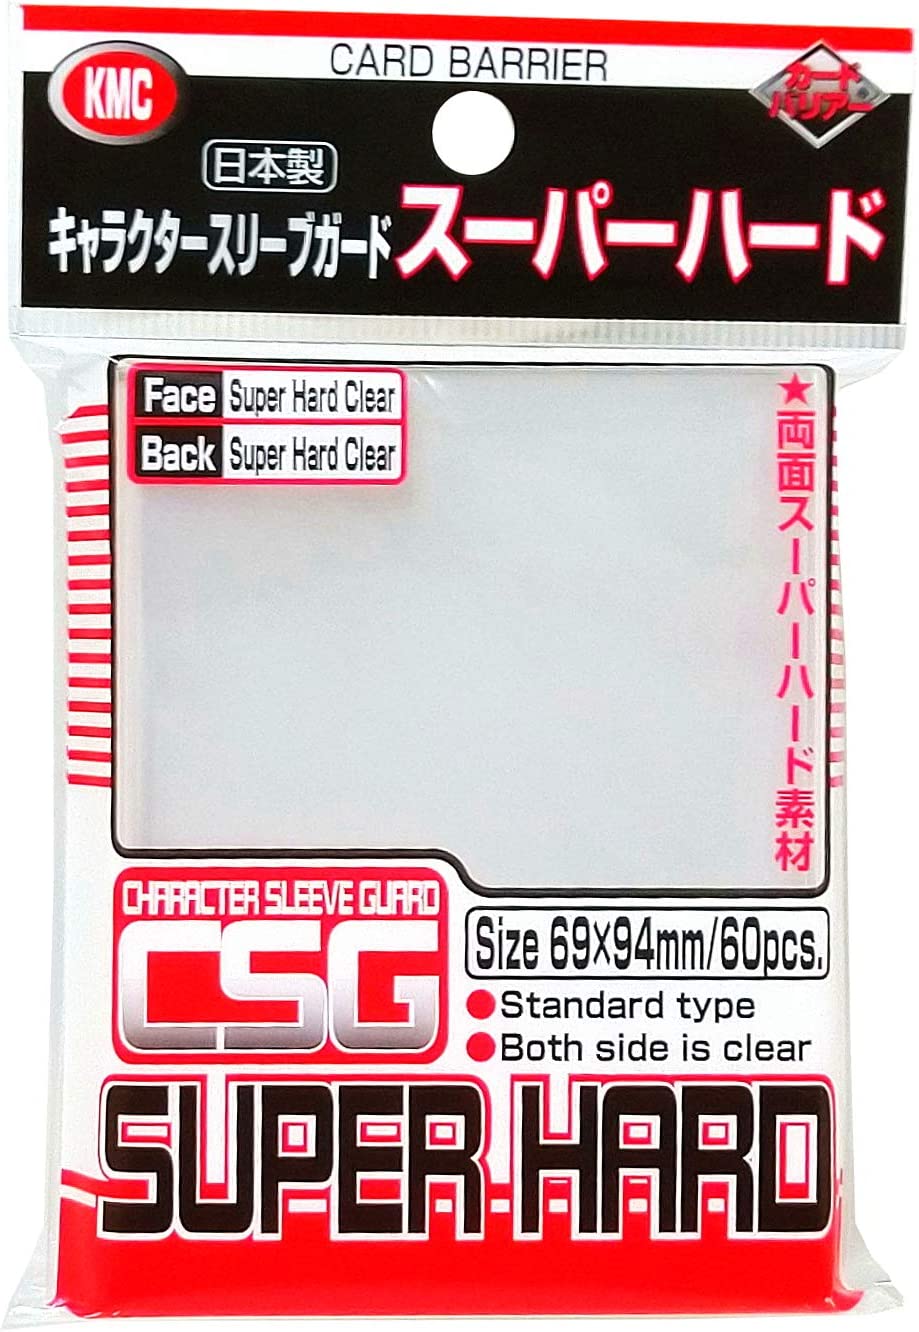 CARD BARRIER
KMC
カード
バリアー
日本製
キャラクタースリーブガード スーパーハード
Face Super Hard Clear
Back Super Hard Clear
★両面スーパーハード素材
CHARACTER SLEEVE GUARD
CSG
Size 69×94mm/60pcs.
●Standard type
●Both side is clear
SUPER HARD